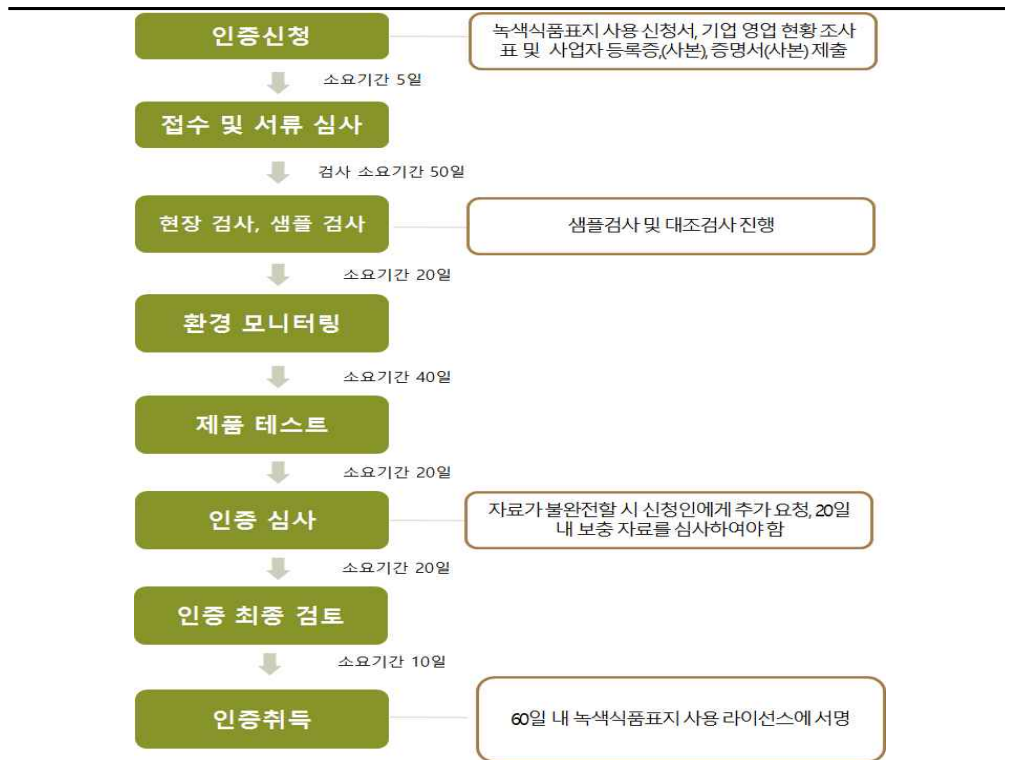 인증신청
녹색식품표지 사용 신청서, 기업 영업 현황 조사
표 및 사업자 등록증,(사본), 증명서(사본) 제출
소요기간 5일
접수 및 서류 심사
검사 소요기간 50일
현장 검사, 샘플 검사
샘플검사 및 대조검사 진행
소요기간 20일
환경 모니터링
소요기간 40일
제품 테스트
소요기간 20일
인증 심사
자료가 불완전할 시 신청인에게 추가 요청, 20일
내 보충 자료를 심사하여야 함
소요기간 20일
인증 최종 검토
소요기간 10일
인증취득
60일 내 녹색식품표지 사용 라이선스에 서명